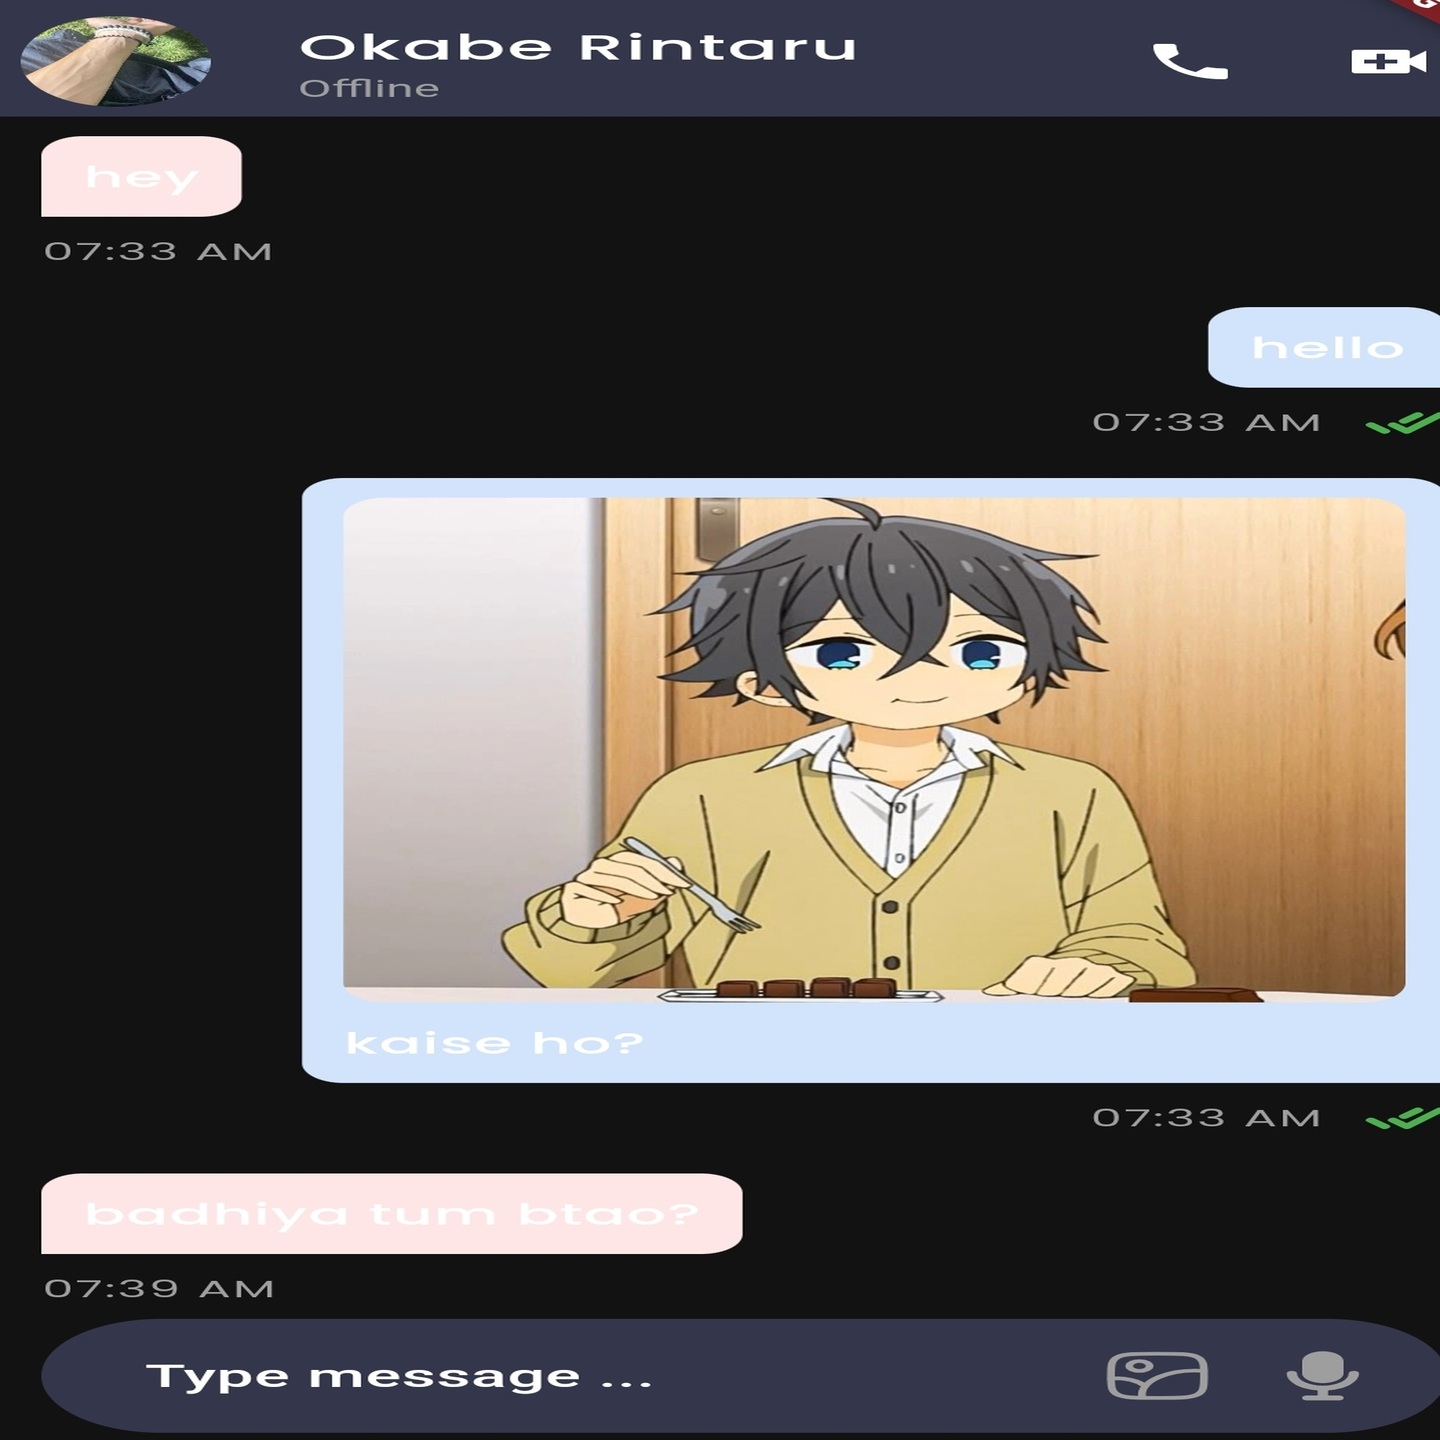 Okabe Rintaru
Offline
hey
07:33 AM
hello
07:33 AM
kaise ho?
07:33 AM
badhiya tum btao?
07:39 AM
Type message ...